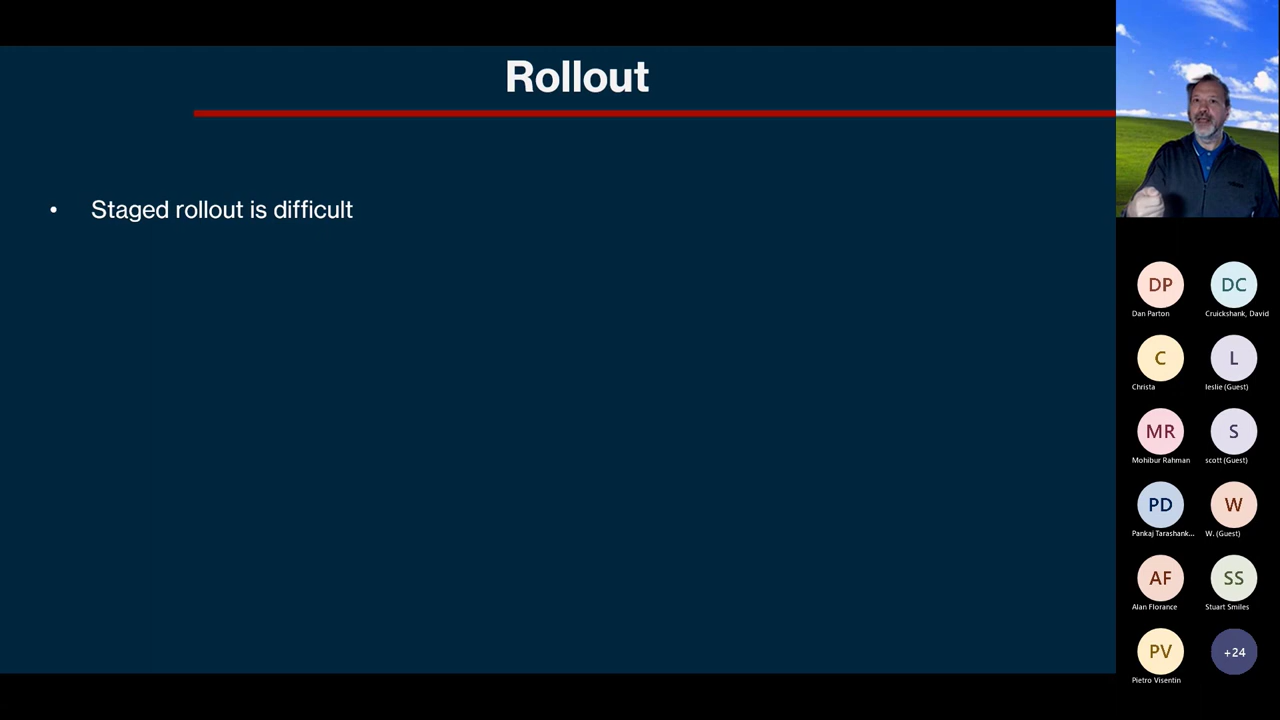 Rollout
• Staged rollout is difficult
DP
DC
Dan Parton
Cruickshank, David
C
L
Christa
leslie (Guest)
MR
S
Mohibur Rahman
scott (Guest)
PD
W
Pankaj Tarashank...
W. (Guest)
AF
SS
Alan Florance
Stuart Smiles
PV
+24
Pietro Visentin